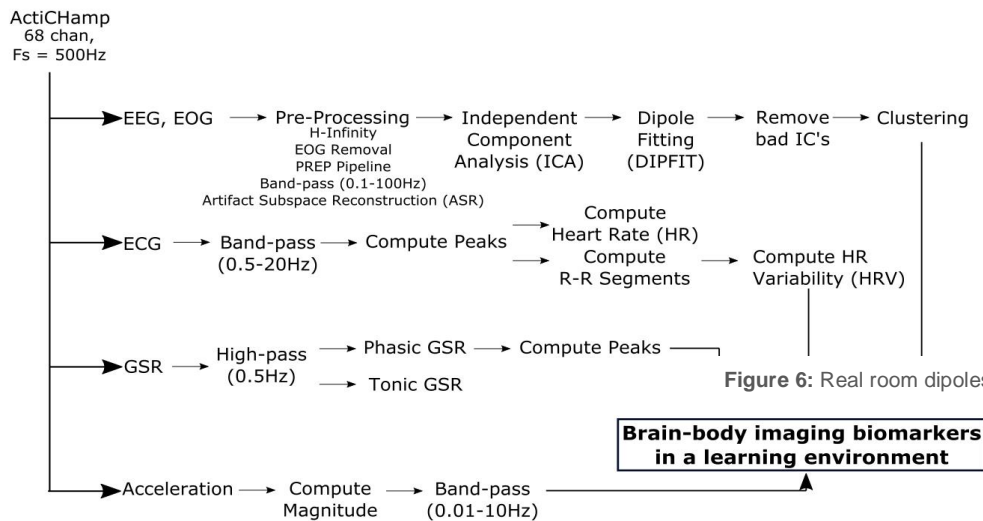 ActiCHamp
68 chan,
Fs = 500Hz
EEG, EOG
Pre-Processing
H-Infinity
EOG Removal
PREP Pipeline
Band-pass (0.1-100Hz)
Artifact Subspace Reconstruction (ASR)
Independent
Component
Analysis (ICA)
Dipole
Fitting
(DIPFIT)
Remove
bad IC's
Clustering
ECG
Band-pass
(0.5-20Hz)
Compute Peaks
Compute
Heart Rate (HR)
Compute
R-R Segments
Compute HR
Variability (HRV)
GSR
High-pass
(0.5Hz)
Phasic GSR
Compute Peaks
Tonic GSR
Figure 6: Real room dipoles
Brain-body imaging biomarkers
in a learning environment
Acceleration
Compute
Magnitude
Band-pass
(0.01-10Hz)